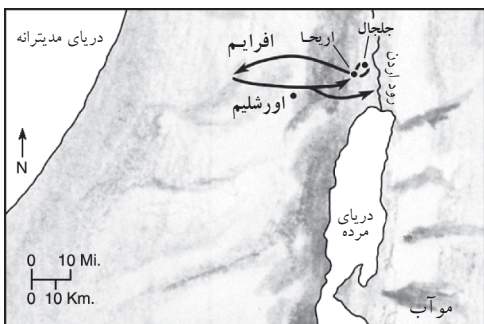 دریای مدیترانه
افرایم
اریحا
جلجال
رود اردن
اورشلیم
N
دریای
مرده
0 10 Mi.
0 10 Km.
موآب